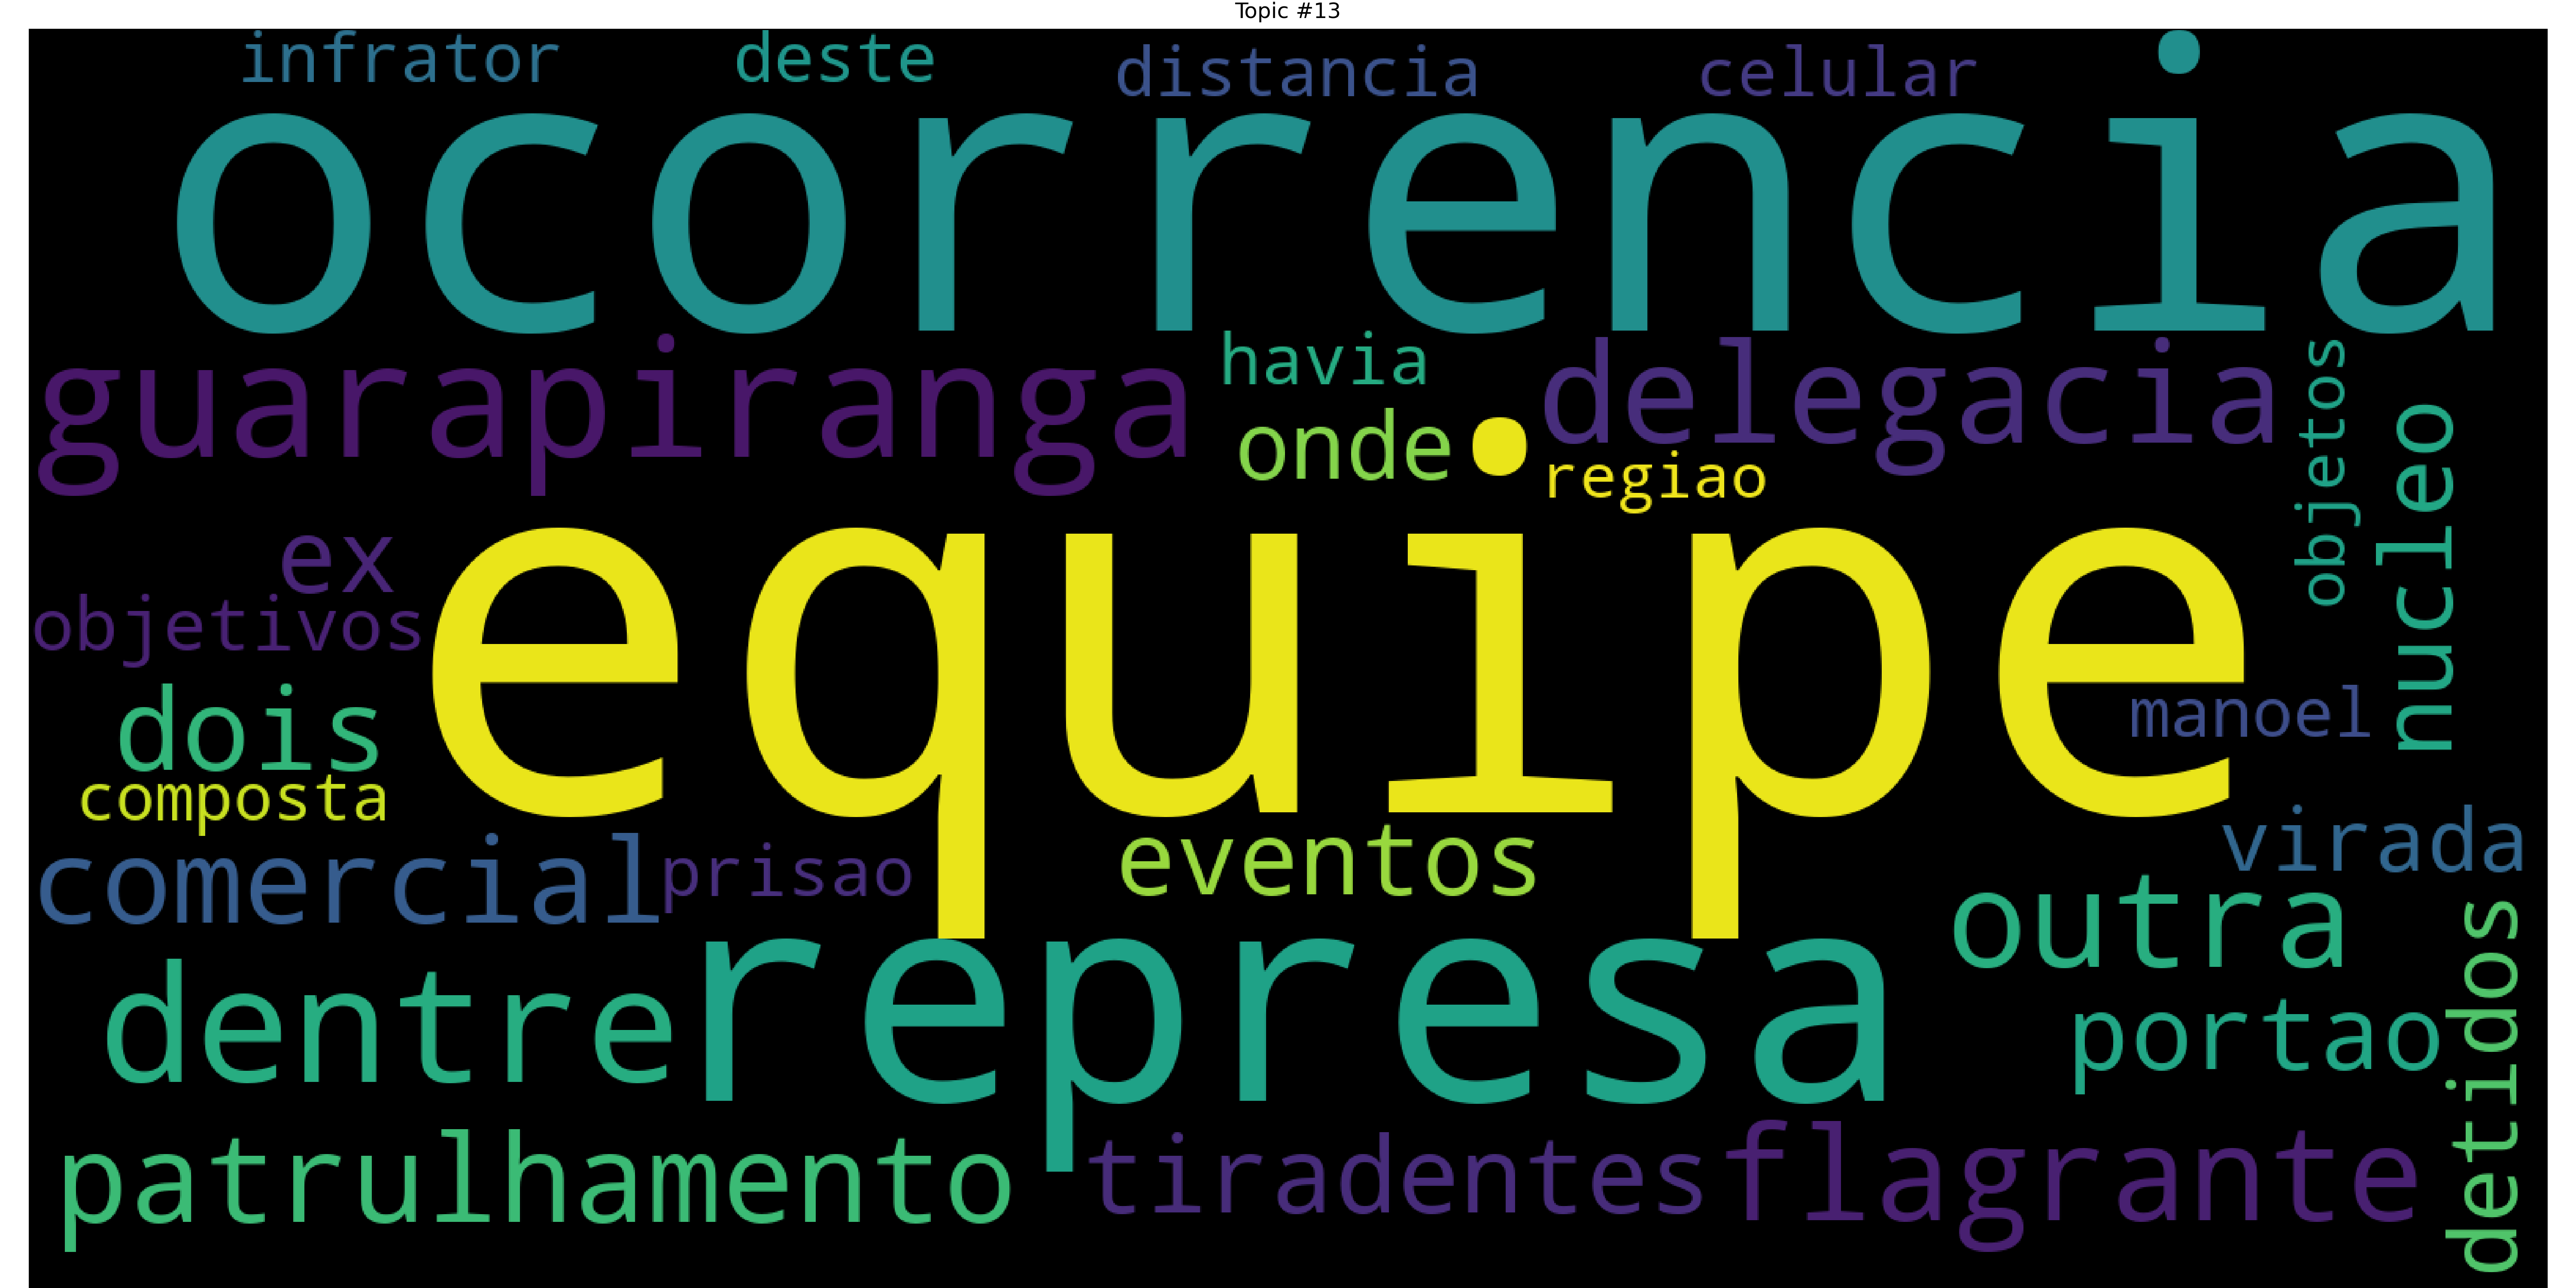 Topic #13
infrator
deste
distancia
celular
ocorrencia
guarapiranga
havia
delegacia
onde
regiao
objetos
nucleo
ex
equipe
objetivos
dois
manoel
composta
comercial
prisao
eventos
virada
outra
dentre
represa
portao
detidos
patrulhamento
tiradentes
flagrante